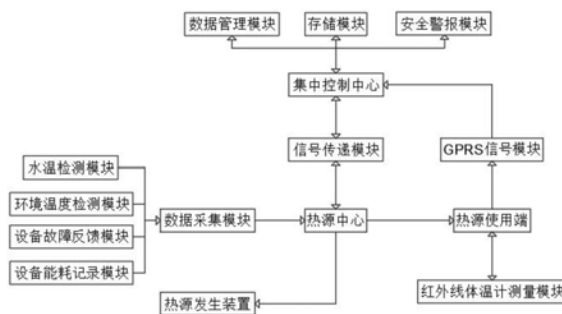 数据管理模块
存储模块
安全警报模块
集中控制中心
信号传递模块
GPRS信号模块
水温检测模块
环境温度检测模块
数据采集模块
热源中心
热源使用端
设备故障反馈模块
设备能耗记录模块
热源发生装置
红外线体温计测量模块